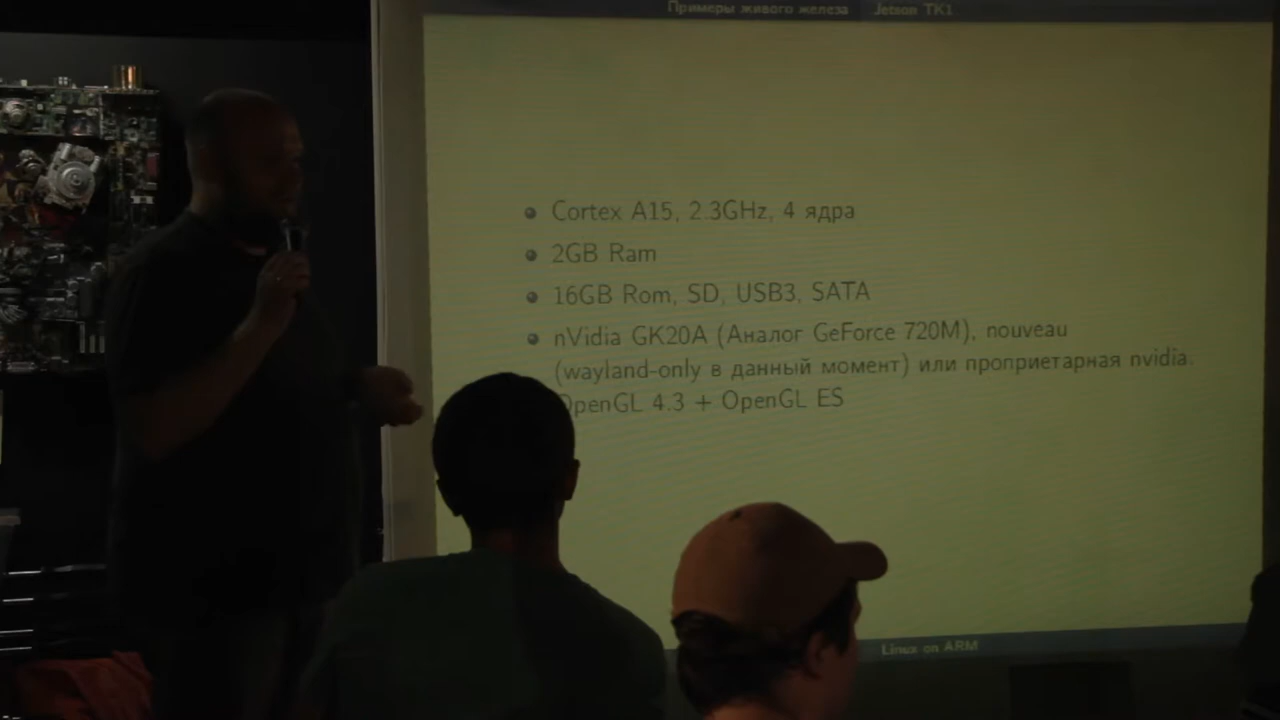 Примеры живого железа Jetson TK1
Cortex A15, 2.3GHz, 4 ядра
2GB Ram
16GB Rom, SD, USB3, SATA
nVidia GK20A (Аналог GeForce 720M), nouveau
(wayland-only в данный момент) или проприетарная nvidia.
OpenGL 4.3 + OpenGL ES
Linux on ARM